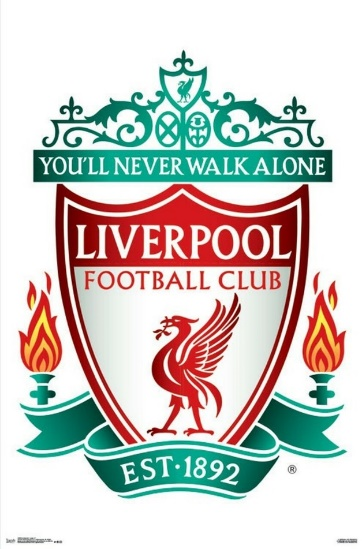 YOU'LL NEVER WALK ALONE
LIVERPOOL
FOOTBALL CLUB
EST·1892
®